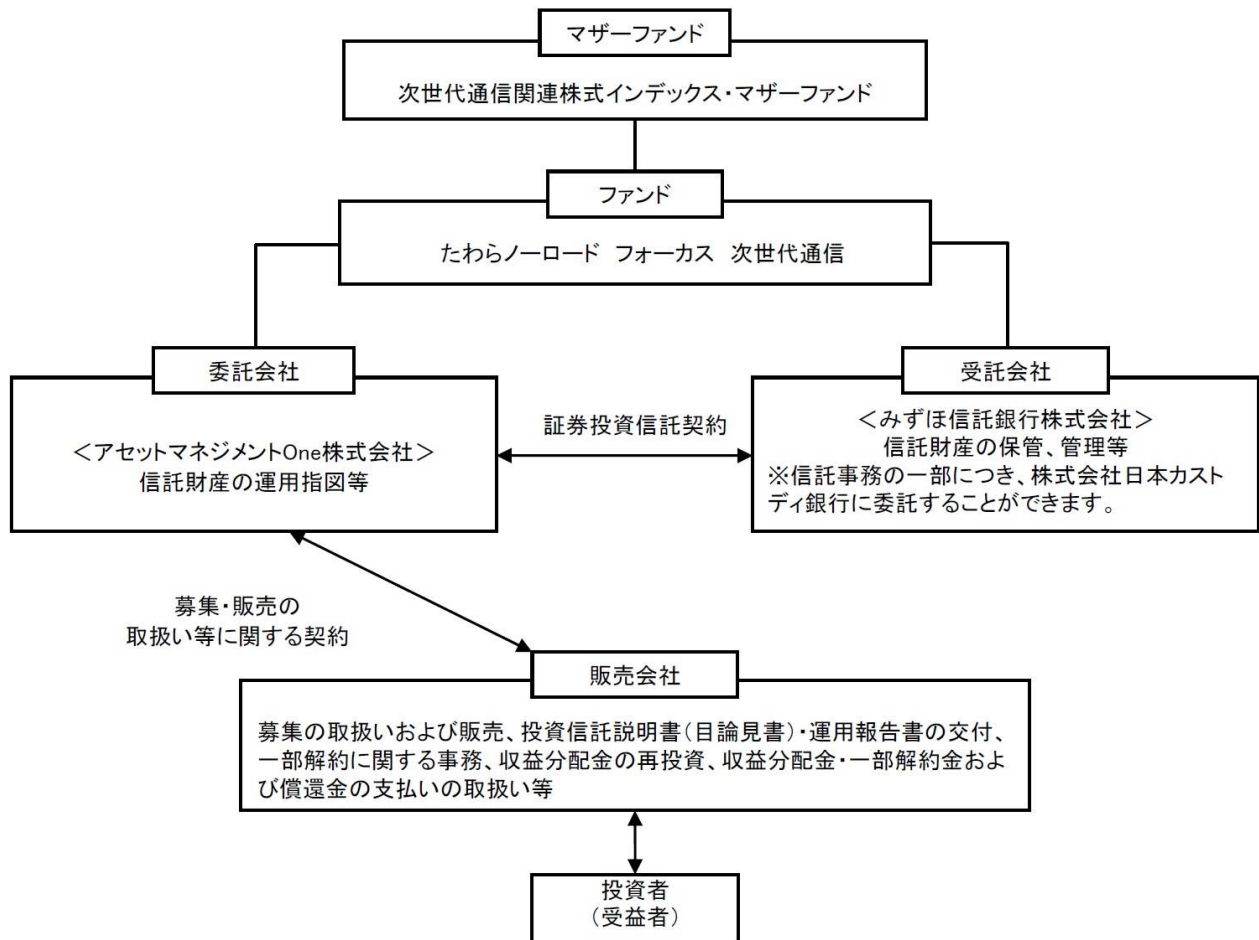 マザーファンド
次世代通信関連株式インデックス・マザーファンド
ファンド
たわらノーロード　フォーカス　次世代通信
委託会社
＜アセットマネジメントOne株式会社＞
信託財産の運用指図等
証券投資信託契約
受託会社
＜みずほ信託銀行株式会社＞
信託財産の保管、管理等
※信託事務の一部につき、株式会社日本カスト
ディ銀行に委託することができます。
募集・販売の
取扱い等に関する契約
販売会社
募集の取扱いおよび販売、投資信託説明書（目論見書）・運用報告書の交付、
一部解約に関する事務、収益分配金の再投資、収益分配金・一部解約金およ
び償還金の支払いの取扱い等
投資者
（受益者）